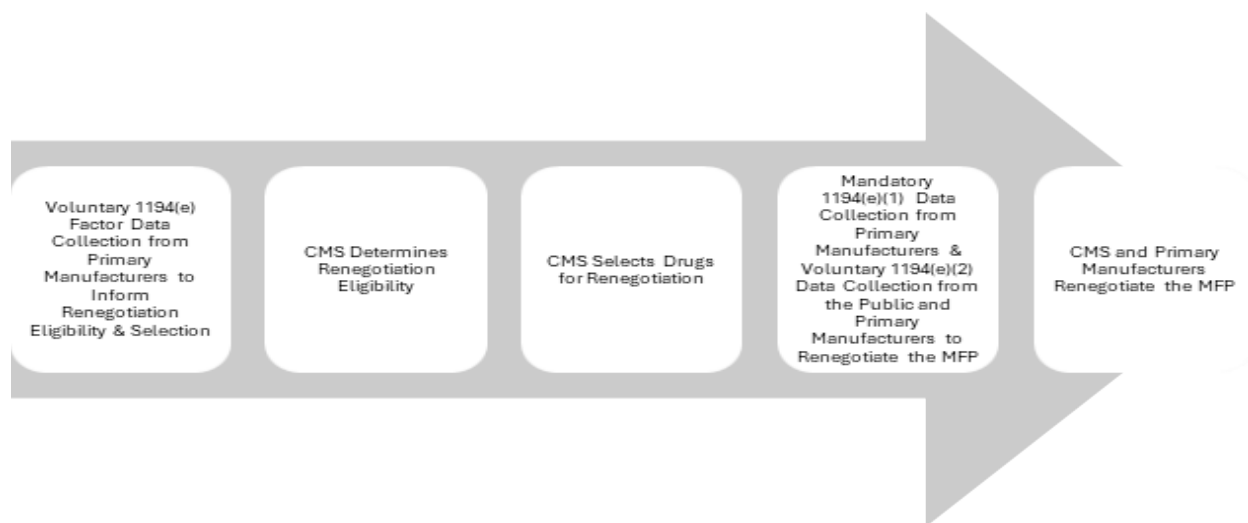 Voluntary 1194(e)
Factor Data
Collection from
Primary
Manufacturers to
Inform
Renegotiation
Eligibility & Selection
CMS Determines
Renegotiation
Eligibility
CMS Selects Drugs
for Renegotiation
Mandatory
1194(e)(1) Data
Collection from
Primary
Manufacturers &
Voluntary 1194(e)(2)
Data Collection from
the Public and
Primary
Manufacturers to
Renegotiate the MFP
CMS and Primary
Manufacturers
Renegotiate the MFP